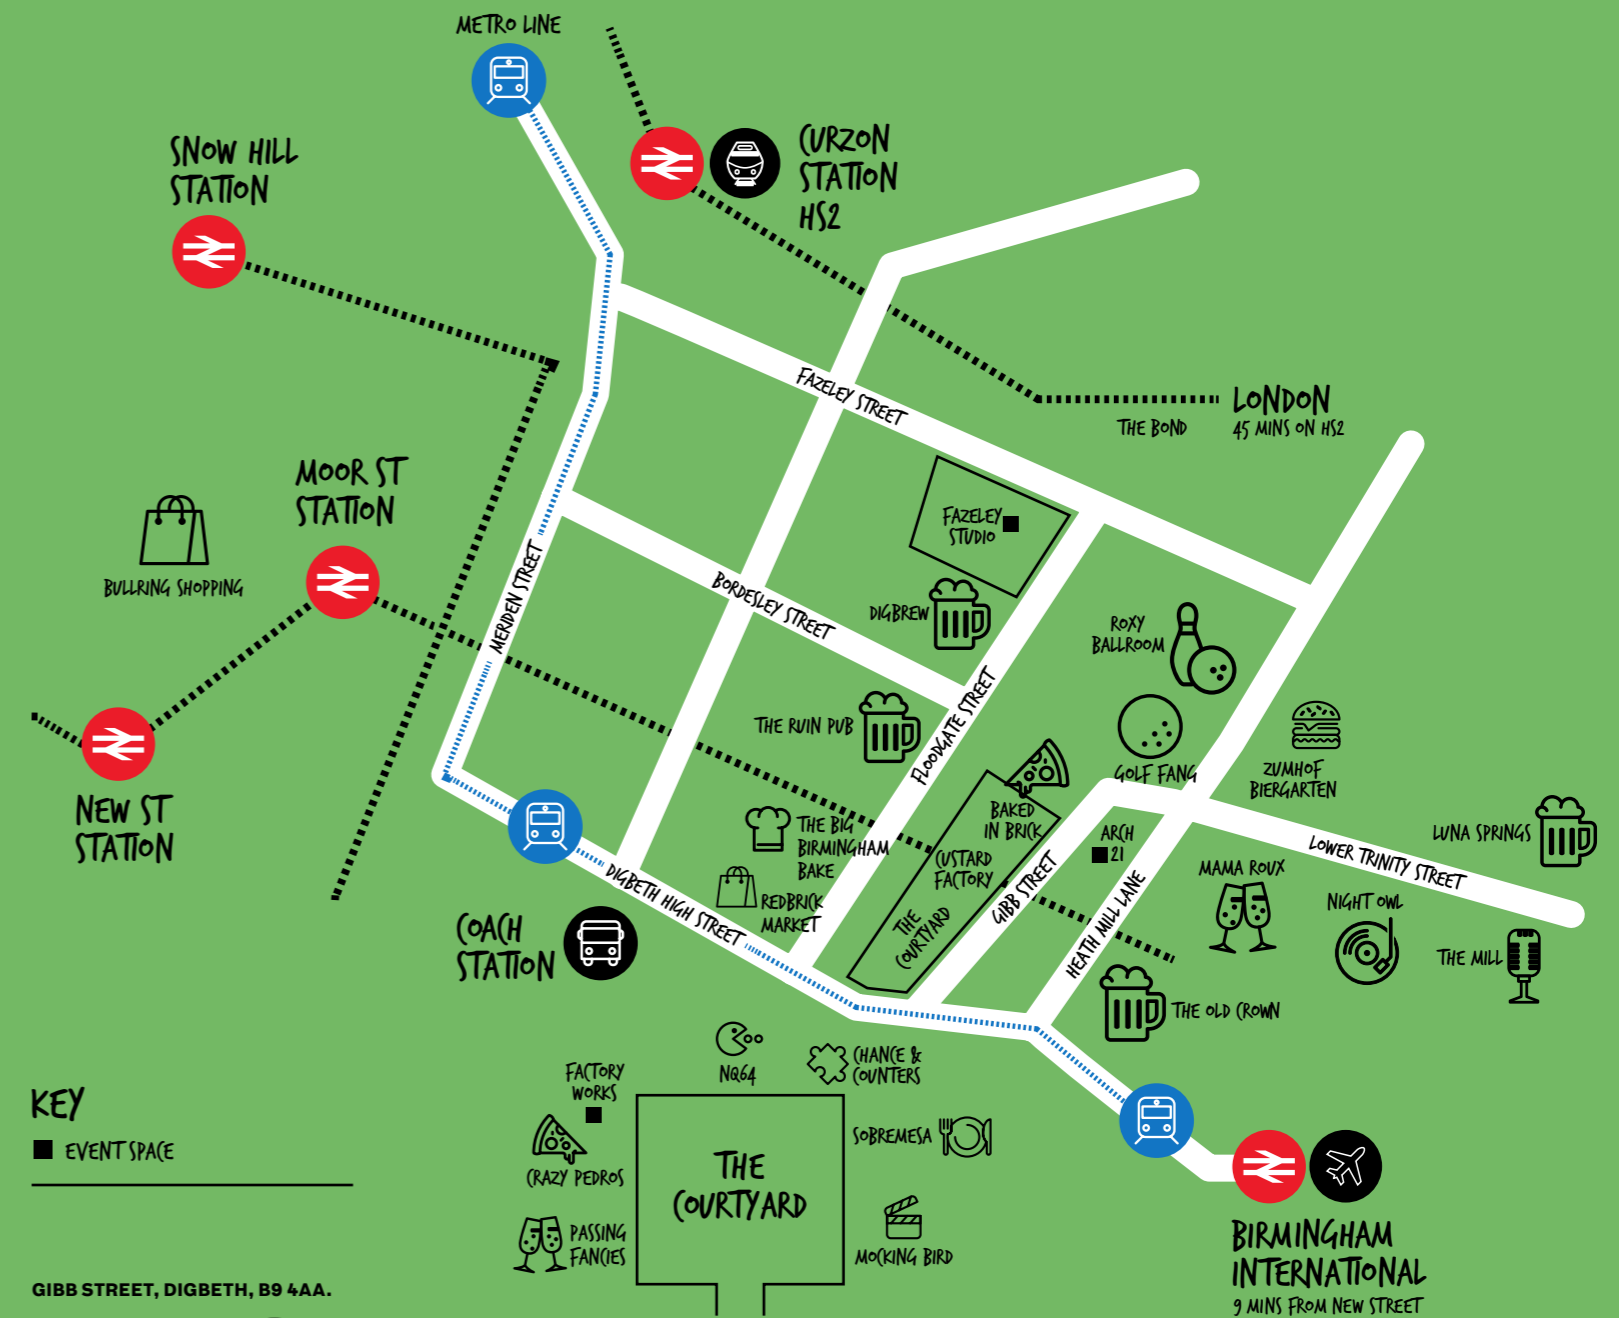 METRO LINE
SNOW HILL
STATION
CURZON
STATION
HS2
LONDON
45 MINS ON HS2
THE BOND
FAZELEY STREET
MOOR ST
STATION
BULLRING SHOPPING
MERIDEN STREET
BORDESLEY STREET
FAZELEY
STUDIO
DIGBREW
ROXY
BALLROOM
THE RUIN PUB
FLOODGATE STREET
GOLF FANG
ZUMHOF
BIERGARTEN
NEW ST
STATION
BAKED
IN BRICK
CUSTARD
FACTORY
THE
COURTYARD
GIBB STREET
ARCH
21
THE BIG
BIRMINGHAM
BAKE
REDBRICK
MARKET
DIGBETH HIGH STREET
HEATH MILL LANE
LOWER TRINITY STREET
LUNA SPRINGS
MAMA ROUX
NIGHT OWL
THE MILL
THE OLD CROWN
COACH
STATION
NQ64
CHANCE &
COUNTERS
FACTORY
WORKS
CRAZY PEDROS
PASSING
FANCIES
THE
COURTYARD
SOBREMESA
MOCKING BIRD
BIRMINGHAM
INTERNATIONAL
9 MINS FROM NEW STREET
KEY
EVENT SPACE
GIBB STREET, DIGBETH, B9 4AA.